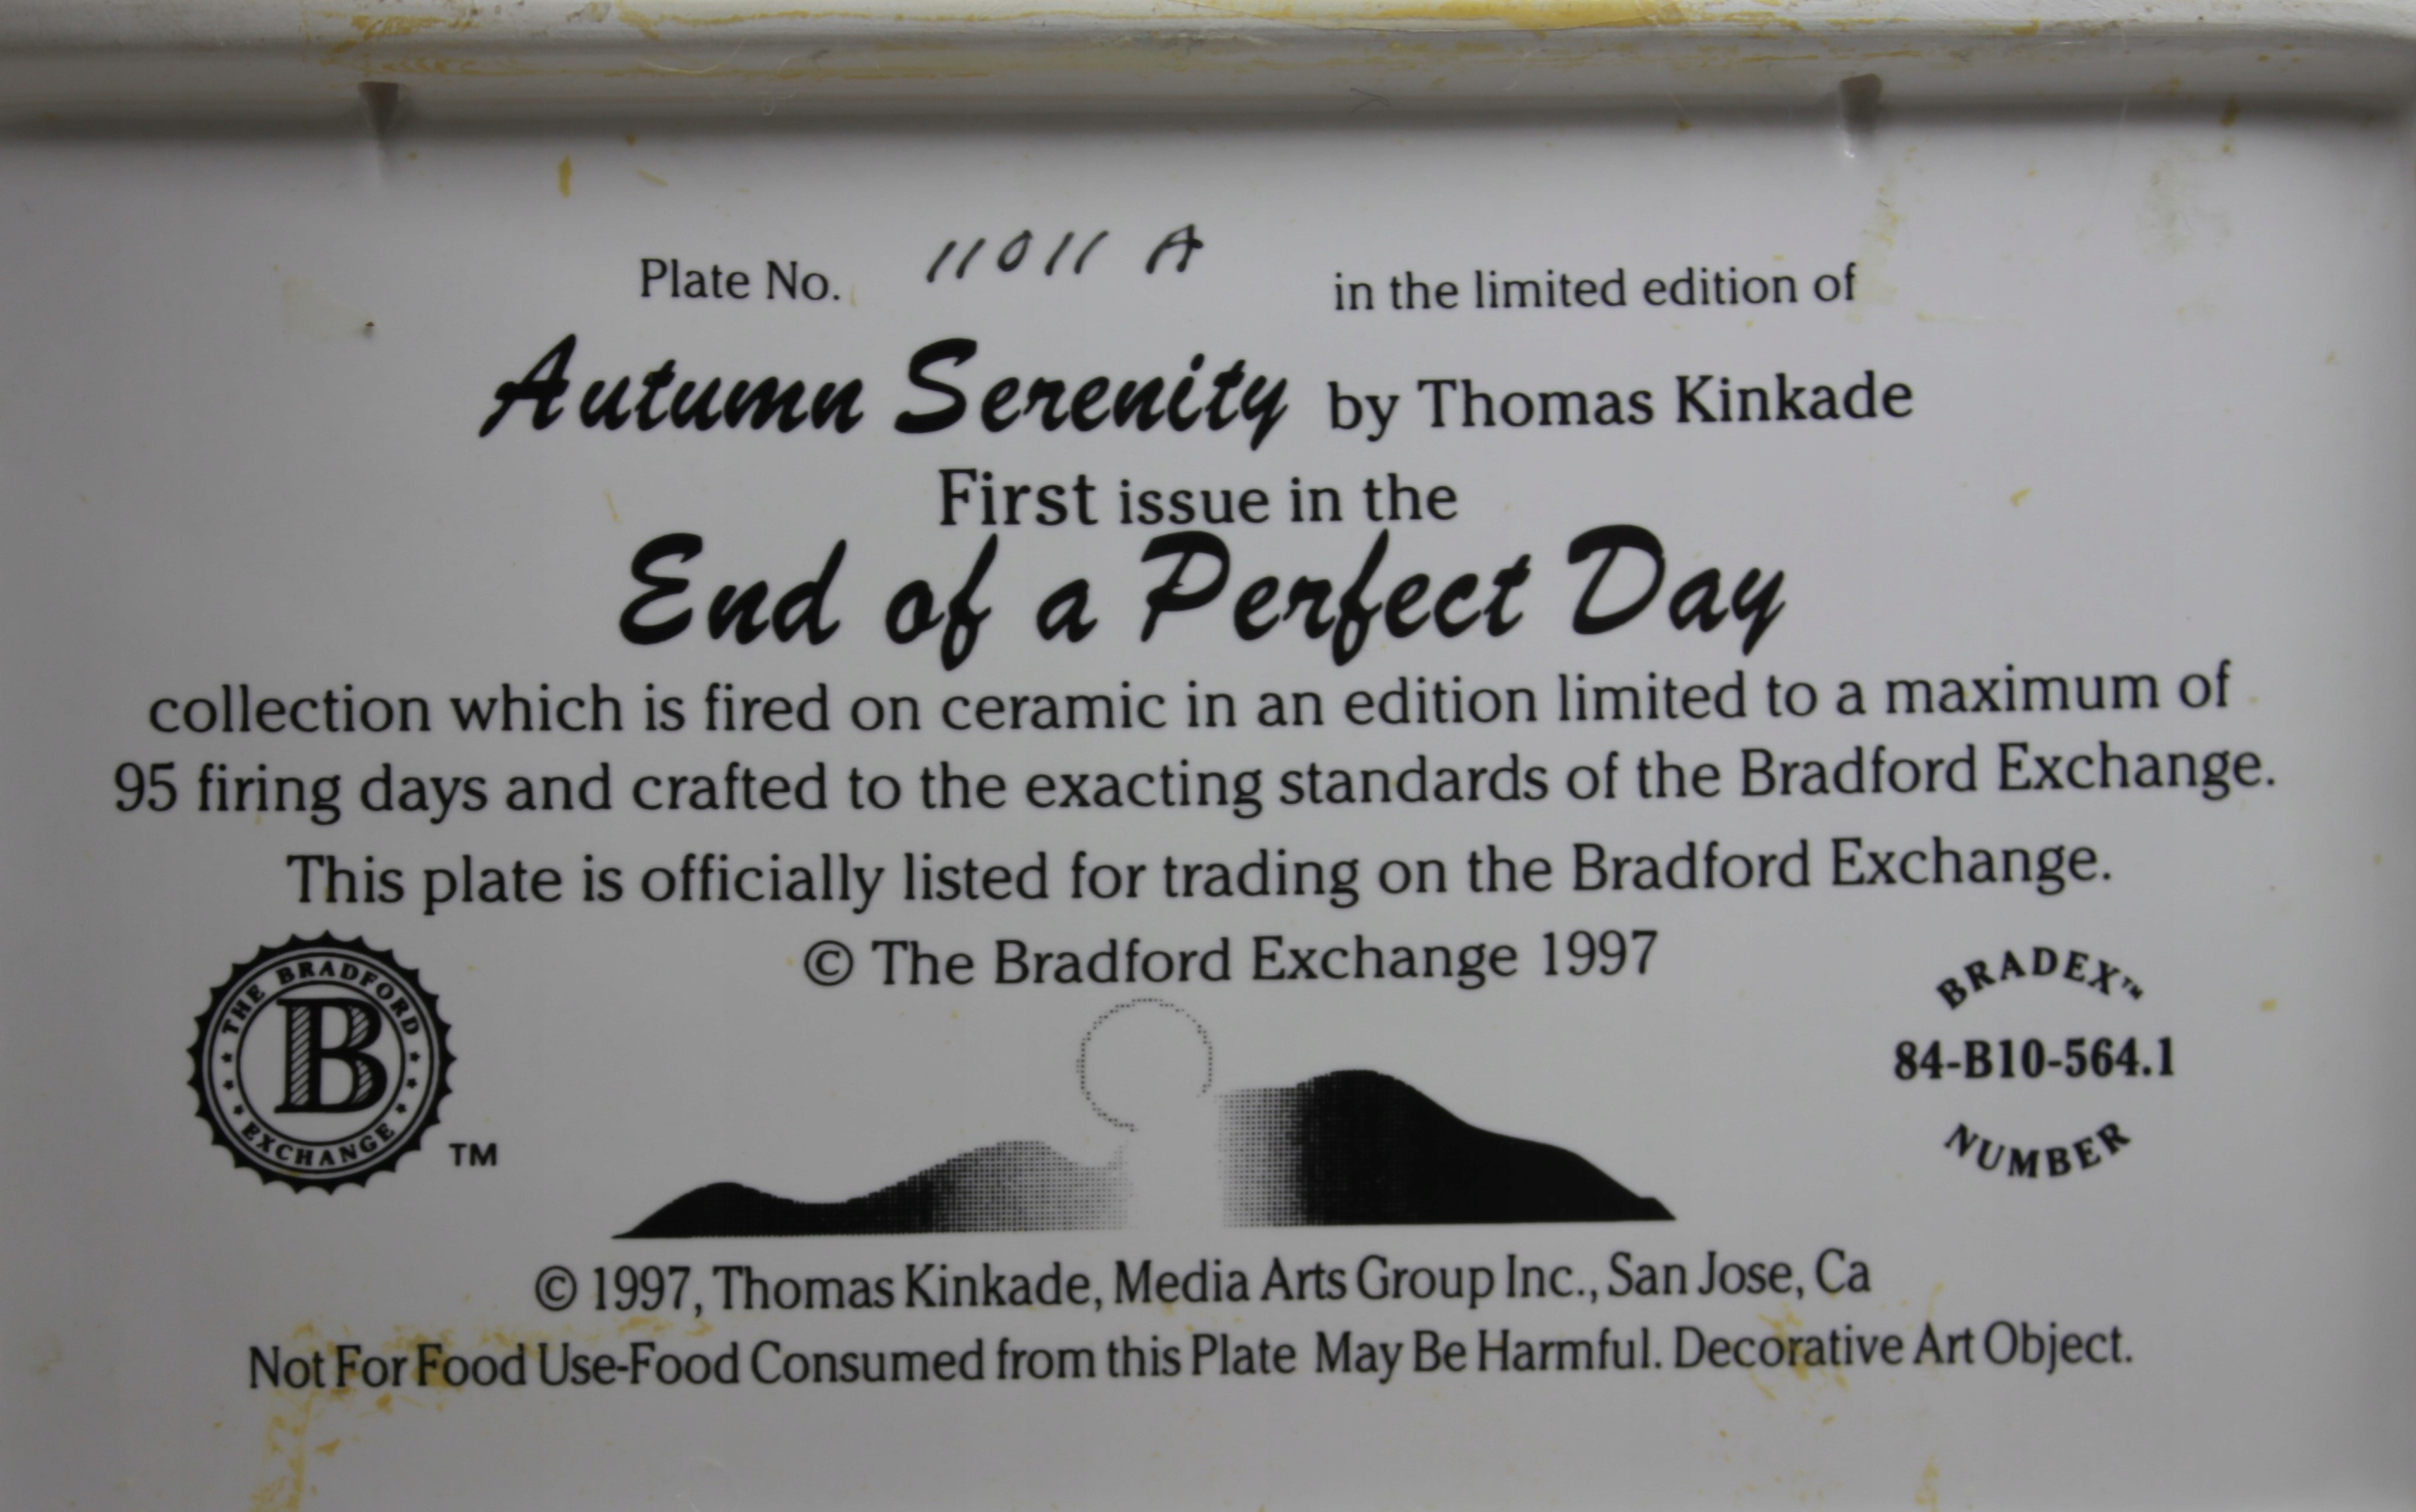 Plate No. 11011 A in the limited edition of
Autumn Serenity by Thomas Kinkade
First issue in the
End of a Perfect Day
collection which is fired on ceramic in an edition limited to a maximum of
95 firing days and crafted to the exacting standards of the Bradford Exchange.
This plate is officially listed for trading on the Bradford Exchange.
© The Bradford Exchange 1997
THE BRADFORD
B
EXCHANGE
TM
BRADEX™
84-B10-564.1
NUMBER
© 1997, Thomas Kinkade, Media Arts Group Inc., San Jose, Ca
Not For Food Use-Food Consumed from this Plate May Be Harmful. Decorative Art Object.